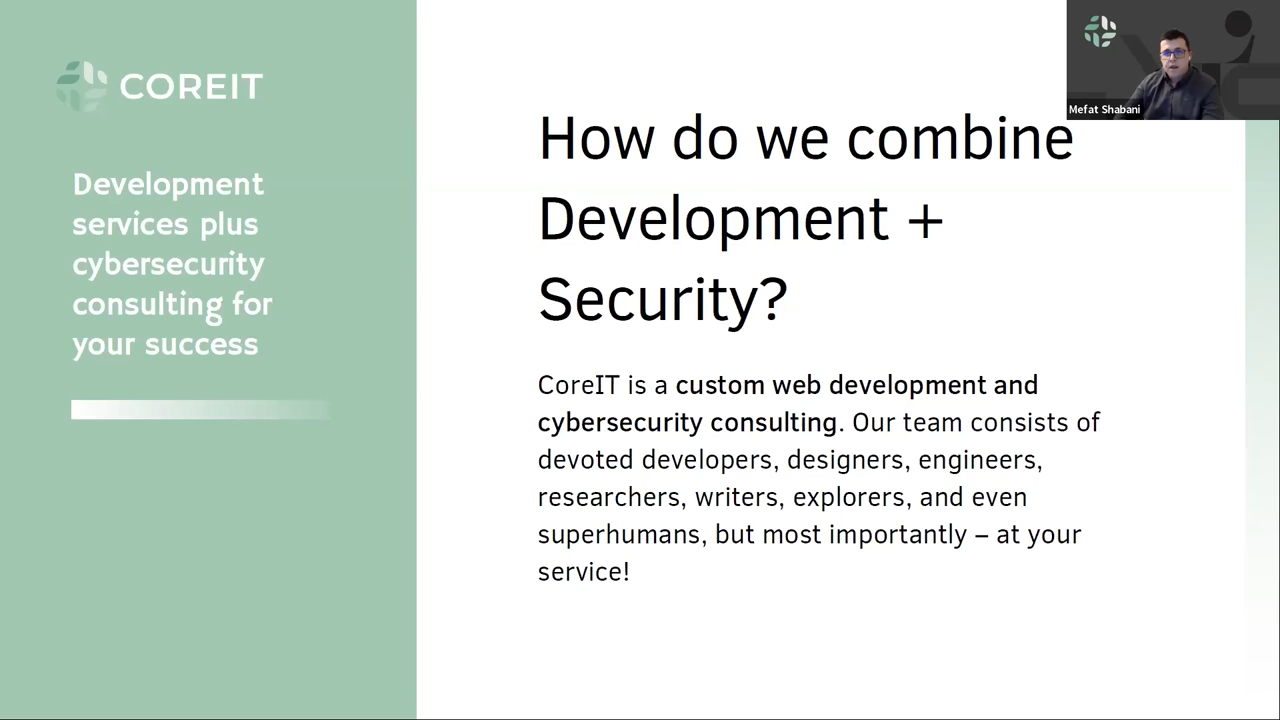 COREIT
Development
services plus
cybersecurity
consulting for
your success
How do we combine
Development +
Security?
CoreIT is a custom web development and
cybersecurity consulting. Our team consists of
devoted developers, designers, engineers,
researchers, writers, explorers, and even
superhumans, but most importantly – at your
service!
Mefat Shabani